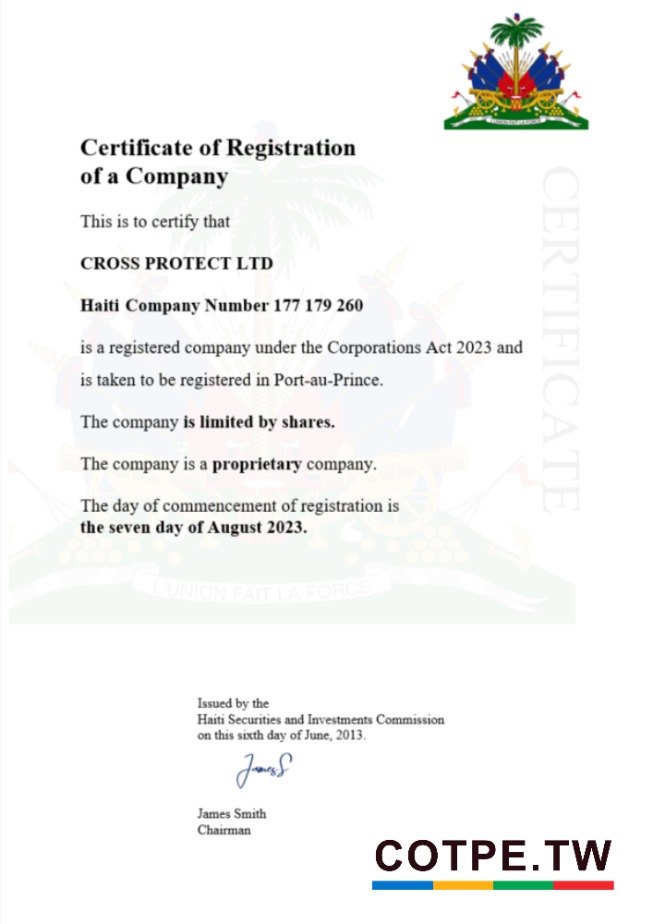 L'UNION FAIT LA FORCE
Certificate of Registration
of a Company
This is to certify that
CROSS PROTECT LTD
Haiti Company Number 177 179 260
is a registered company under the Corporations Act 2023 and
is taken to be registered in Port-au-Prince.
The company is limited by shares.
The company is a proprietary company.
The day of commencement of registration is
the seven day of August 2023.
CERTIFICATE
L'UNION FAIT LA FORCE
Issued by the
Haiti Securities and Investments Commission
on this sixth day of June, 2013.
JamesS
James Smith
Chairman
COTPE.TW